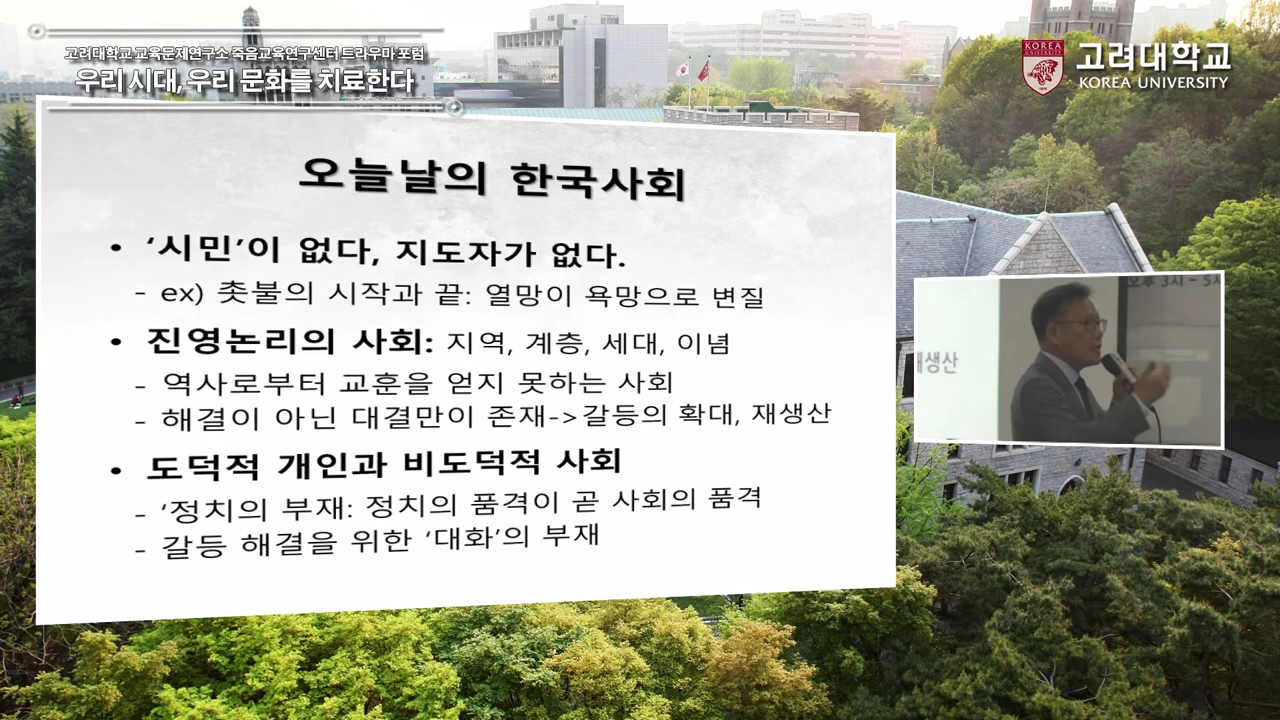 고려대학교 교육문제연구소 죽음교육연구센터 트라우마 포럼
우리 시대, 우리 문화를 치료한다
KOREA
UNIVERSITY
고려대학교
KOREA UNIVERSITY
오늘날의 한국사회
• ‘시민’이 없다, 지도자가 없다.
- ex) 촛불의 시작과 끝: 열망이 욕망으로 변질
• 진영논리의 사회: 지역, 계층, 세대, 이념
- 역사로부터 교훈을 얻지 못하는 사회
- 해결이 아닌 대결만이 존재->갈등의 확대, 재생산
• 도덕적 개인과 비도덕적 사회
- ‘정치의 부재: 정치의 품격이 곧 사회의 품격
- 갈등 해결을 위한 ‘대화’의 부재
오후 3시 - 5시
재생산